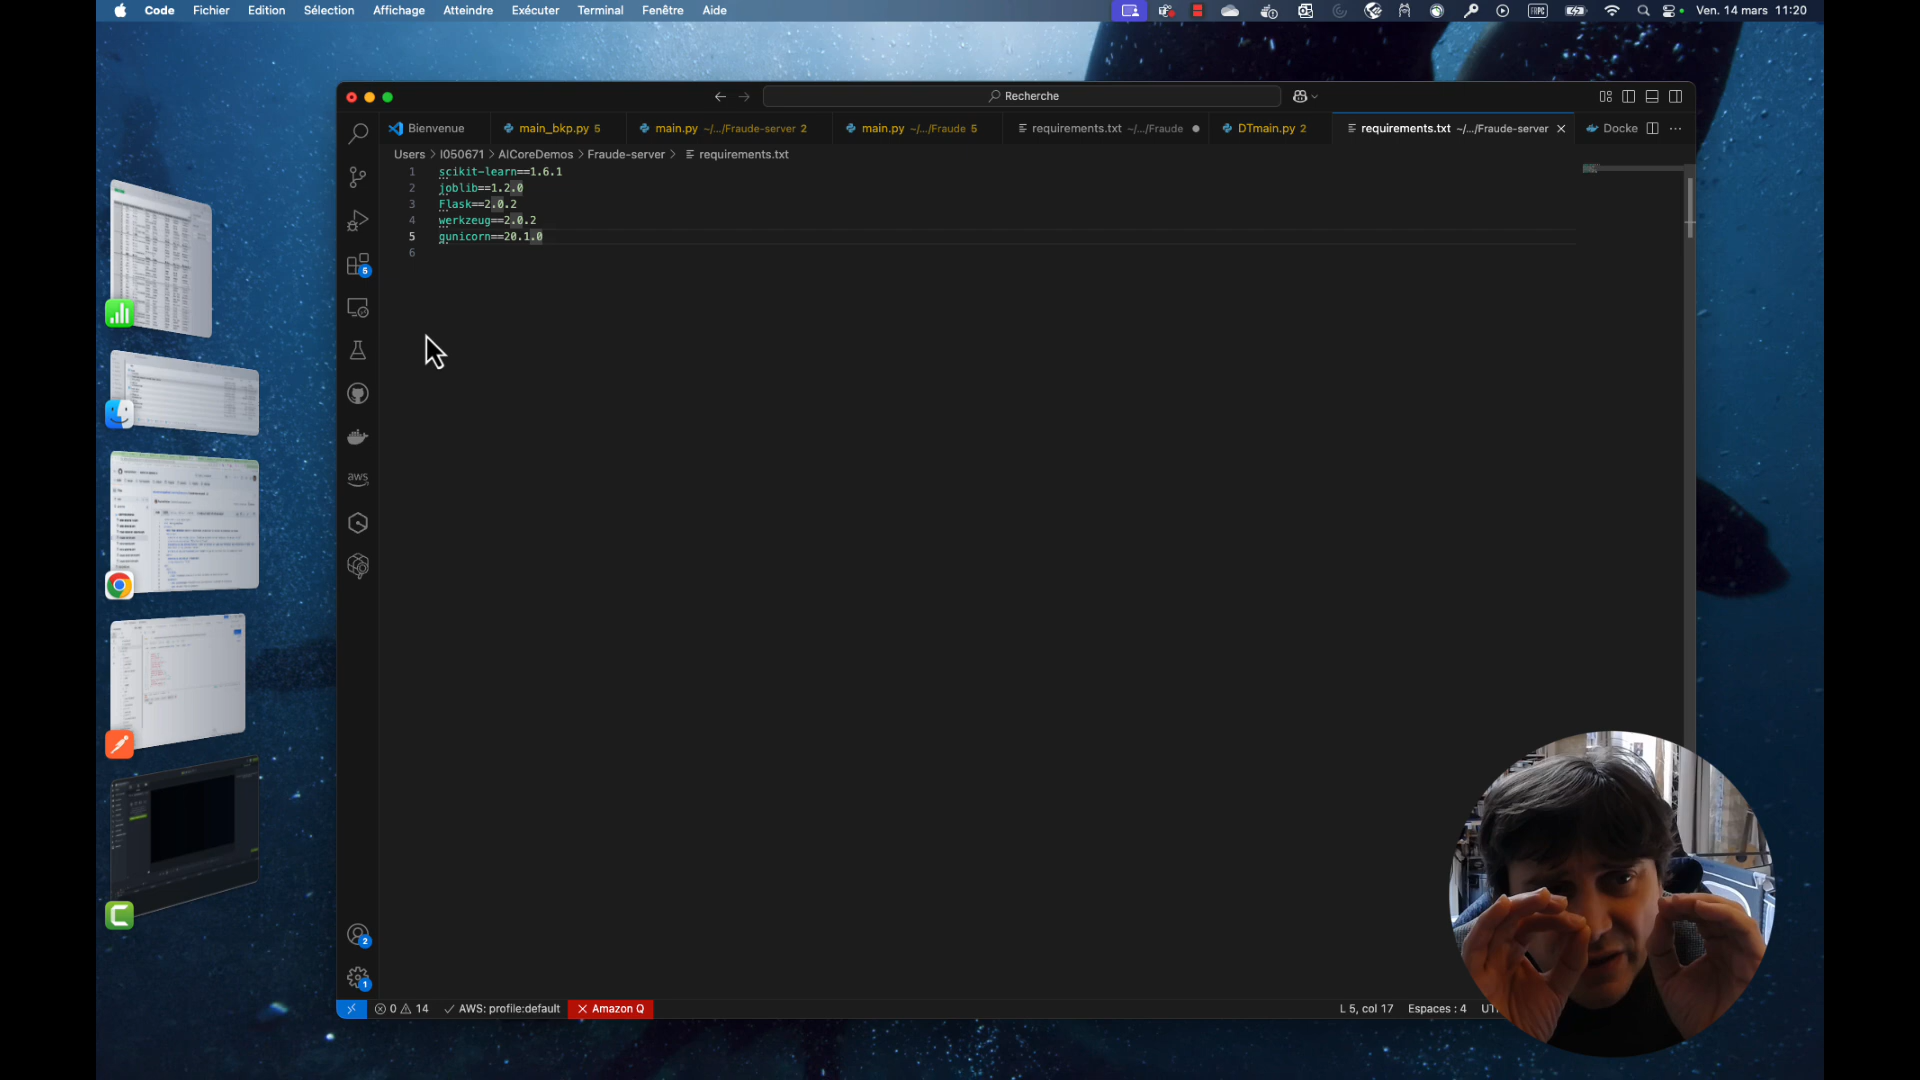 Code Fichier Edition Sélection Affichage Atteindre Exécuter Terminal Fenêtre Aide
FRPC
Ven. 14 mars 11:20
Recherche
Bienvenue
main_bkp.py 5
main.py ~/.../Fraude-server 2
main.py ~/.../Fraude 5
requirements.txt ~/.../Fraude
DTmain.py 2
requirements.txt ~/.../Fraude-server
Docke
Users > I050671 > AICoreDemos > Fraude-server > requirements.txt
1 scikit-learn==1.6.1
2 joblib==1.2.0
3 Flask==2.0.2
4 werkzeug==2.0.2
5 gunicorn==20.1.0
6
5
aws
2
1
0 14 AWS: profile:default Amazon Q
L 5, col 17 Espaces : 4